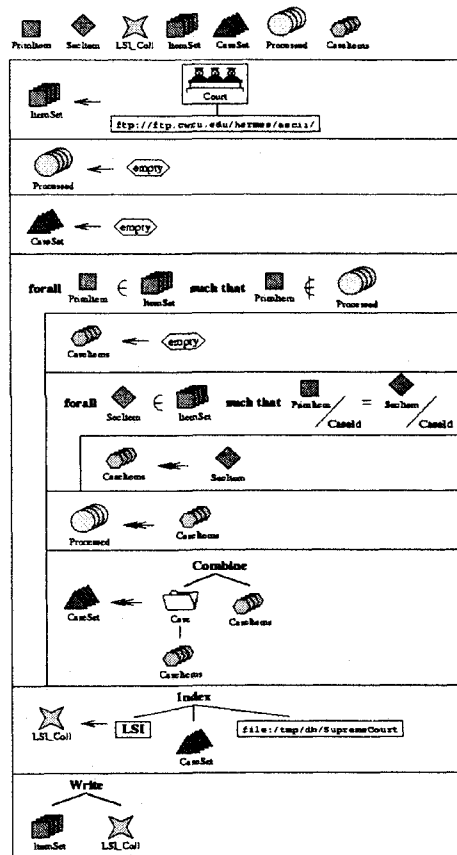 PrimItem SecItem LSI_Coll ItemSet CaseSet Processed CaseItems
Court
ItemSet
ftp://ftp.cwru.edu/hermes/ascii/
empty
Processed
empty
CaseSet
forall PrimItem ∈ ItemSet such that PrimItem ∉ Processed
empty
CaseItems
forall SecItem ∈ ItemSet such that PrimItem / CaseId = SecItem / CaseId
CaseItems SecItem
Processed CaseItems
Combine
CaseSet Case CaseItems
CaseItems
Index
LSI_Coll LSI file:/tmp/db/SupremeCourt
CaseSet
Write
ItemSet LSI_Coll